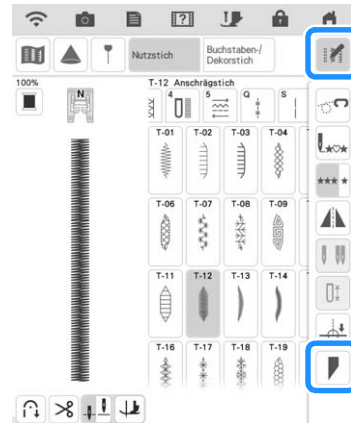 Nutzstich
Buchstaben-/
Dekorstich
100%
N
T-12 Anschrägstich
4 5 Q S
T-01 T-02 T-03 T-04
T-06 T-07 T-08 T-09
T-11 T-12 T-13 T-14
T-16 T-17 T-18 T-19